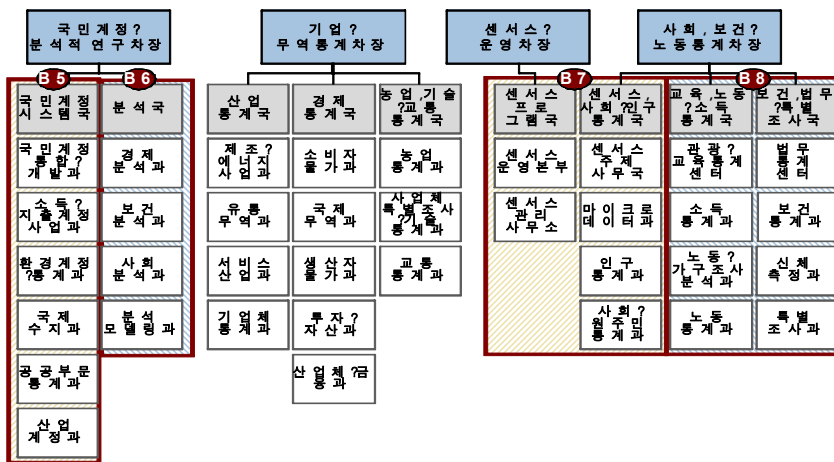 국민계정?
분석적 연구차장
기업?
무역통계차장
센서스?
운영차장
사회,보건?
노동통계차장
B 5
B 6
B 7
B 8
국민계정
시스템국
분석국
산업
통계국
경제
통계국
농업,기술
?교통
통계국
센서스
프로
그램국
센서스,
사회?인구
통계국
교육,노동
?소득
통계국
보건,법무
?특별
조사국
국민계정
통합?
개발과
경제
분석과
제조?
에너지
사업과
소비자
물가과
농업
통계과
센서스
운영본부
센서스
주제
사무국
관광?
교육통계
센터
법무
통계
센터
소득?
지출계정
사업과
보건
분석과
유통
무역과
국제
무역과
사업체
특별조사
?기술
통계과
센서스
관리
사무소
마이크로
데이터과
소득
통계과
보건
통계과
환경계정
?통계과
사회
분석과
서비스
산업과
생산자
물가과
교통
통계과
인구
통계과
노동?
가구조사
분석과
신체
측정과
국제
수지과
분석
모델링과
기업체
통계과
투자?
자산과
사회?
원주민
통계과
노동
통계과
특별
조사과
공공부문
통계과
산업체?금
융과
산업
계정과